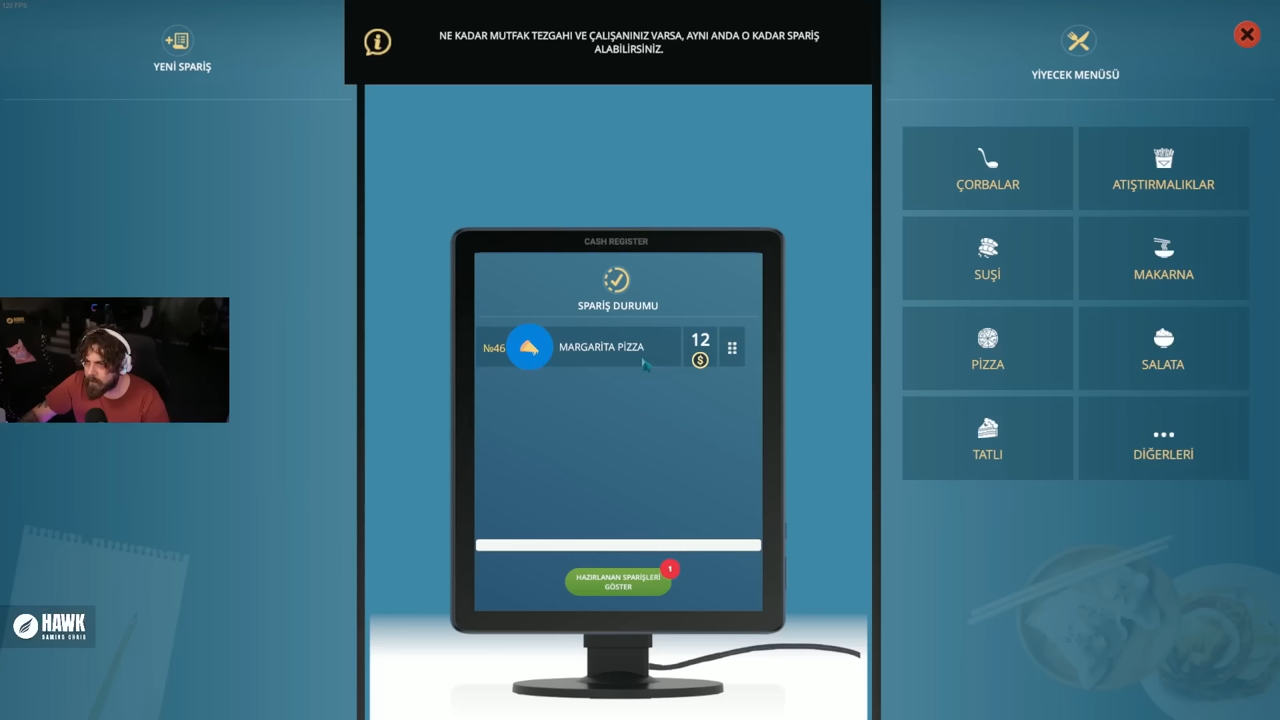 120 FPS
YENİ SPARİŞ
NE KADAR MUTFAK TEZGAHI VE ÇALIŞANINIZ VARSA, AYNI ANDA O KADAR SPARİŞ
ALABİLİRSİNİZ.
YİYECEK MENÜSÜ
ÇORBALAR
ATIŞTIRMALIKLAR
SUŞİ
MAKARNA
PİZZA
SALATA
TATLI
DİĞERLERİ
CASH REGISTER
SPARİŞ DURUMU
№46
MARGARİTA PİZZA
12
HAZIRLANAN SPARİŞLERİ
GÖSTER
1
HAWK
GAMING CHAIR